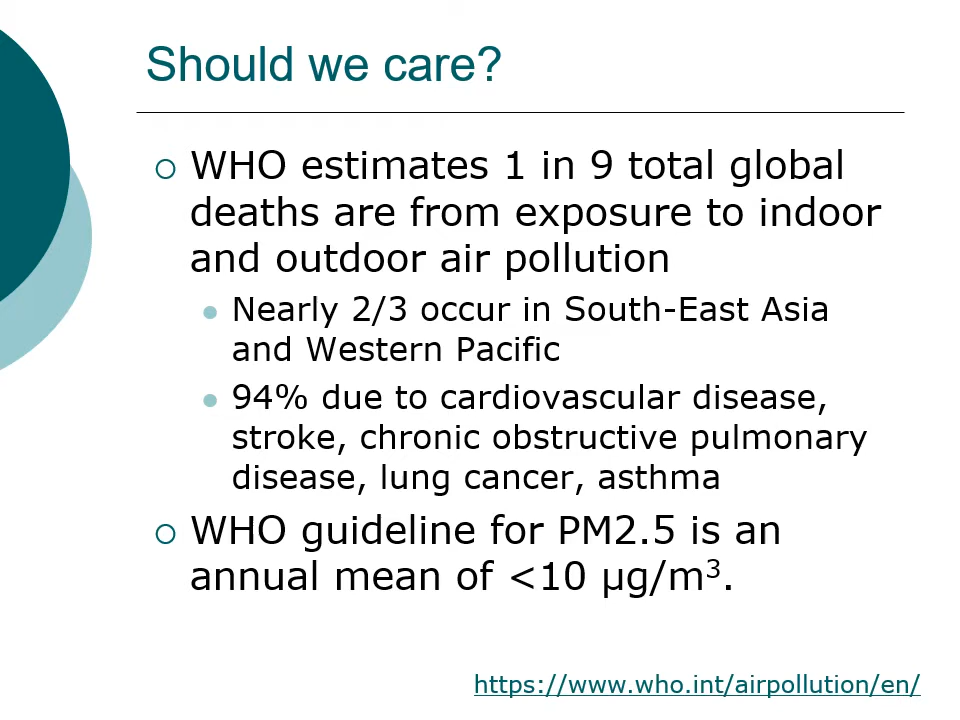 Should we care?
WHO estimates 1 in 9 total global
deaths are from exposure to indoor
and outdoor air pollution
Nearly 2/3 occur in South-East Asia
and Western Pacific
94% due to cardiovascular disease,
stroke, chronic obstructive pulmonary
disease, lung cancer, asthma
WHO guideline for PM2.5 is an
annual mean of <10 µg/m³.
https://www.who.int/airpollution/en/